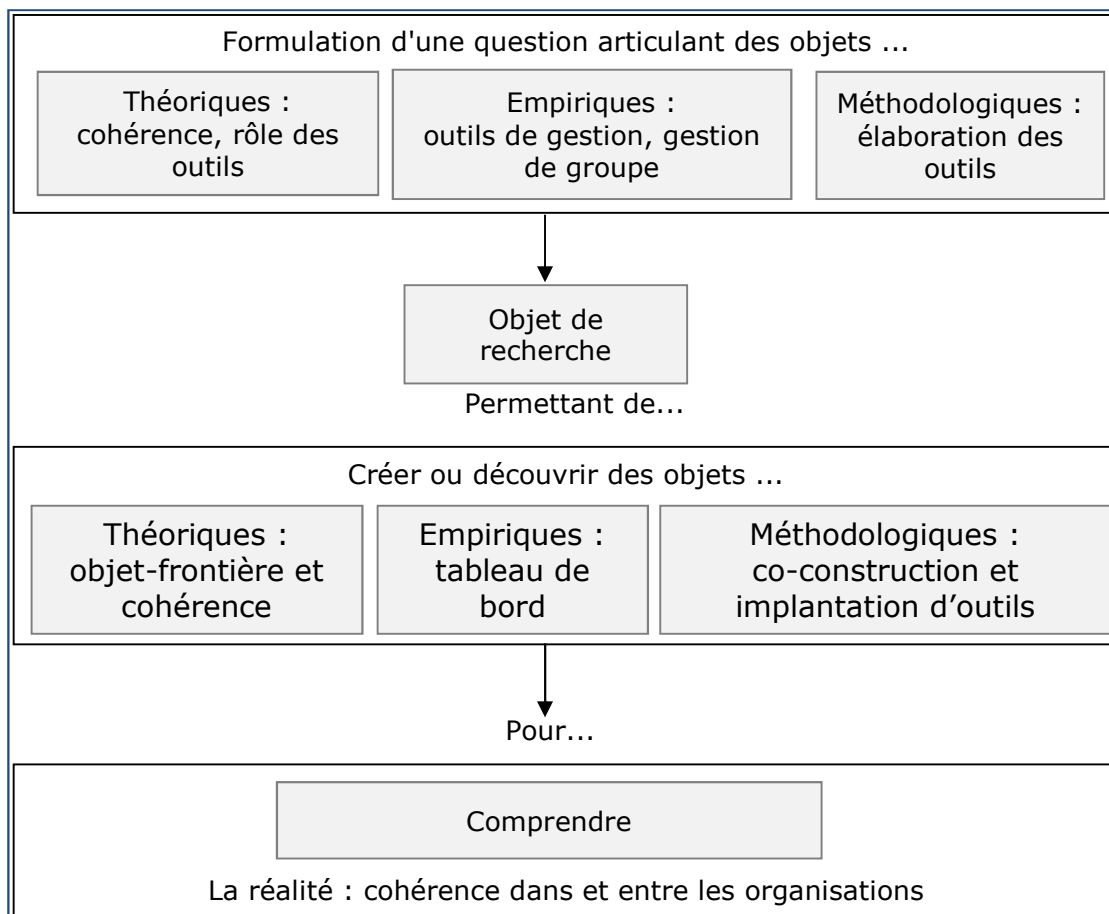 Formulation d'une question articulant des objets ...
Théoriques :
cohérence, rôle des
outils
Empiriques :
outils de gestion, gestion
de groupe
Méthodologiques :
élaboration des
outils
Objet de
recherche
Permettant de...
Créer ou découvrir des objets ...
Théoriques :
objet-frontière et
cohérence
Empiriques :
tableau de
bord
Méthodologiques :
co-construction et
implantation d’outils
Pour...
Comprendre
La réalité : cohérence dans et entre les organisations